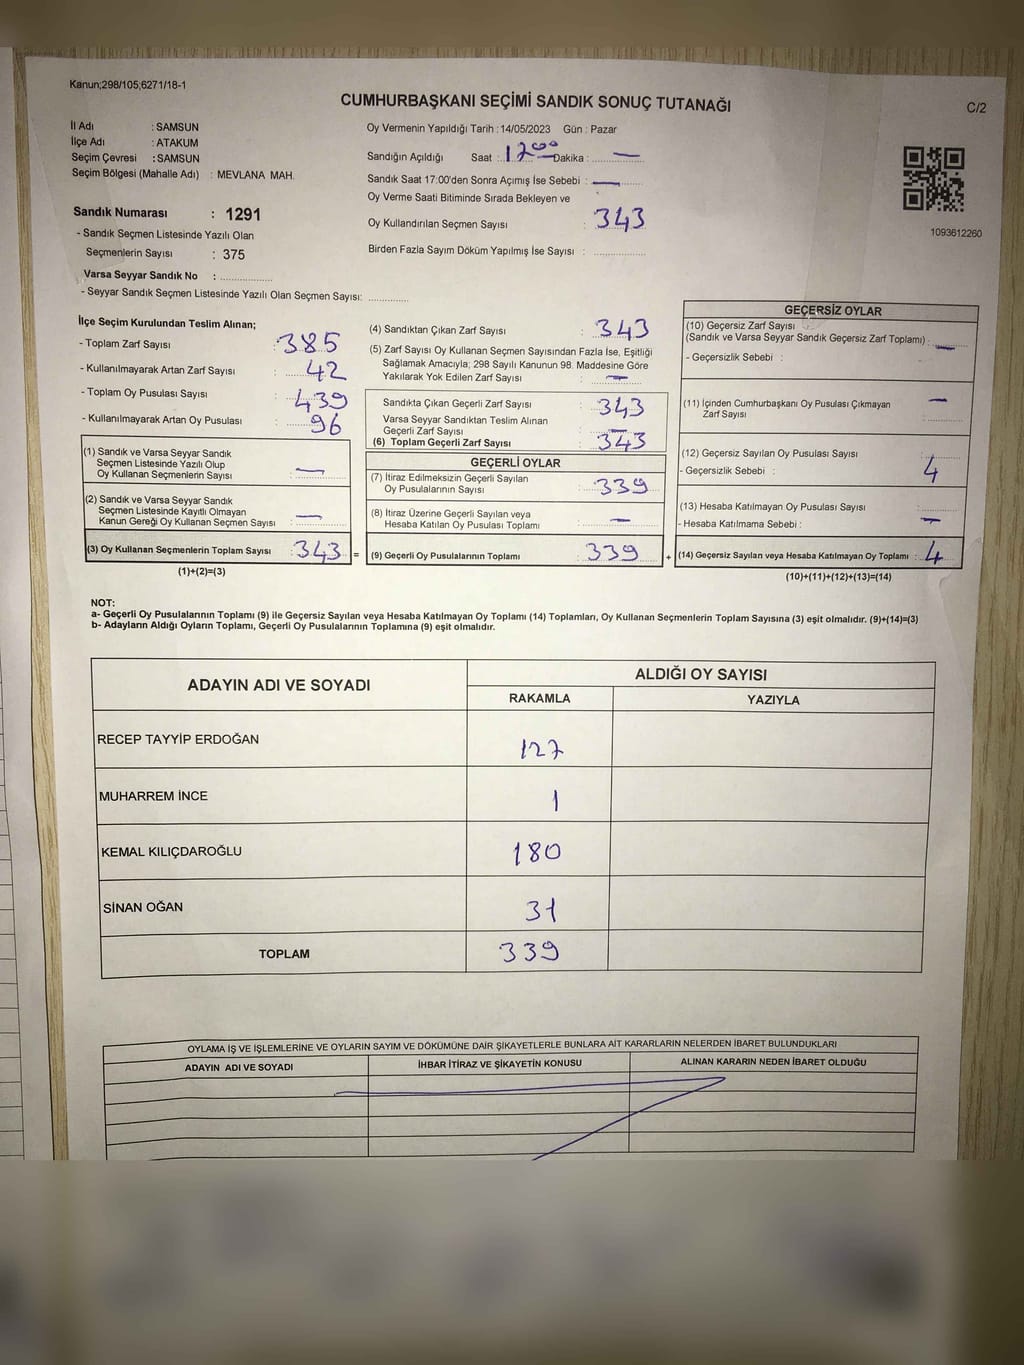 Kanun;298/105;6271/18-1
CUMHURBAŞKANI SEÇİMİ SANDIK SONUÇ TUTANAĞI
C/2
İl Adı : SAMSUN
İlçe Adı : ATAKUM
Seçim Çevresi : SAMSUN
Seçim Bölgesi (Mahalle Adı) : MEVLANA MAH.
Sandık Numarası : 1291
- Sandık Seçmen Listesinde Yazılı Olan
Seçmenlerin Sayısı : 375
Varsa Seyyar Sandık No :
- Seyyar Sandık Seçmen Listesinde Yazılı Olan Seçmen Sayısı:
Oy Vermenin Yapıldığı Tarih : 14/05/2023 Gün : Pazar
Sandığın Açıldığı Saat : 1700 Dakika : —
Sandık Saat 17:00'den Sonra Açımış İse Sebebi : —
Oy Verme Saati Bitiminde Sırada Bekleyen ve
Oy Kullandırılan Seçmen Sayısı : 343
Birden Fazla Sayım Döküm Yapılmış İse Sayısı :
1093612260
İlçe Seçim Kurulundan Teslim Alınan;
- Toplam Zarf Sayısı : 385
- Kullanılmayarak Artan Zarf Sayısı : 42
- Toplam Oy Pusulası Sayısı : 439
- Kullanılmayarak Artan Oy Pusulası : 96
(1) Sandık ve Varsa Seyyar Sandık
Seçmen Listesinde Yazılı Olup
Oy Kullanan Seçmenlerin Sayısı : —
(2) Sandık ve Varsa Seyyar Sandık
Seçmen Listesinde Kayıtlı Olmayan
Kanun Gereği Oy Kullanan Seçmen Sayısı : —
(3) Oy Kullanan Seçmenlerin Toplam Sayısı : 343 =
(1)+(2)=(3)
(4) Sandıktan Çıkan Zarf Sayısı : 343
(5) Zarf Sayısı Oy Kullanan Seçmen Sayısından Fazla İse, Eşitliği
Sağlamak Amacıyla; 298 Sayılı Kanunun 98. Maddesine Göre
Yakılarak Yok Edilen Zarf Sayısı : —
Sandıkta Çıkan Geçerli Zarf Sayısı : 343
Varsa Seyyar Sandıktan Teslim Alınan
Geçerli Zarf Sayısı : —
(6) Toplam Geçerli Zarf Sayısı : 343
GEÇERLİ OYLAR
(7) İtiraz Edilmeksizin Geçerli Sayılan
Oy Pusulalarının Sayısı : 339
(8) İtiraz Üzerine Geçerli Sayılan veya
Hesaba Katılan Oy Pusulası Toplamı : —
(9) Geçerli Oy Pusulalarının Toplamı : 339 +
GEÇERSİZ OYLAR
(10) Geçersiz Zarf Sayısı
(Sandık ve Varsa Seyyar Sandık Geçersiz Zarf Toplamı) : —
- Geçersizlik Sebebi :
(11) İçinden Cumhurbaşkanı Oy Pusulası Çıkmayan
Zarf Sayısı : —
(12) Geçersiz Sayılan Oy Pusulası Sayısı : 4
- Geçersizlik Sebebi :
(13) Hesaba Katılmayan Oy Pusulası Sayısı : —
- Hesaba Katılmama Sebebi :
(14) Geçersiz Sayılan veya Hesaba Katılmayan Oy Toplamı : 4
(10)+(11)+(12)+(13)=(14)
NOT:
a- Geçerli Oy Pusulalarının Toplamı (9) ile Geçersiz Sayılan veya Hesaba Katılmayan Oy Toplamı (14) Toplamları, Oy Kullanan Seçmenlerin Toplam Sayısına (3) eşit olmalıdır. (9)+(14)=(3)
b- Adayların Aldığı Oyların Toplamı, Geçerli Oy Pusulalarının Toplamına (9) eşit olmalıdır.
ADAYIN ADI VE SOYADI
ALDIĞI OY SAYISI
RAKAMLA YAZIYLA
RECEP TAYYİP ERDOĞAN 127
MUHARREM İNCE 1
KEMAL KILIÇDAROĞLU 180
SİNAN OĞAN 31
TOPLAM 339
OYLAMA İŞ VE İŞLEMLERİNE VE OYLARIN SAYIM VE DÖKÜMÜNE DAİR ŞİKAYETLERLE BUNLARA AİT KARARLARIN NELERDEN İBARET BULUNDUKLARI
ADAYIN ADI VE SOYADI İHBAR İTİRAZ VE ŞİKAYETİN KONUSU ALINAN KARARIN NEDEN İBARET OLDUĞU